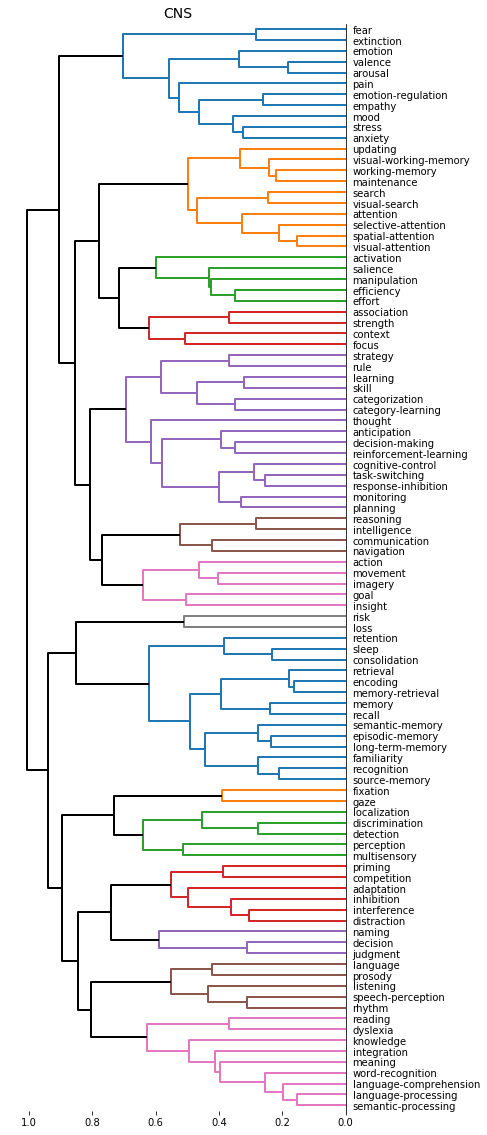 CNS
fear
extinction
emotion
valence
arousal
pain
emotion-regulation
empathy
mood
stress
anxiety
updating
visual-working-memory
working-memory
maintenance
search
visual-search
attention
selective-attention
spatial-attention
visual-attention
activation
salience
manipulation
efficiency
effort
association
strength
context
focus
strategy
rule
learning
skill
categorization
category-learning
thought
anticipation
decision-making
reinforcement-learning
cognitive-control
task-switching
response-inhibition
monitoring
planning
reasoning
intelligence
communication
navigation
action
movement
imagery
goal
insight
risk
loss
retention
sleep
consolidation
retrieval
encoding
memory-retrieval
memory
recall
semantic-memory
episodic-memory
long-term-memory
familiarity
recognition
source-memory
fixation
gaze
localization
discrimination
detection
perception
multisensory
priming
competition
adaptation
inhibition
interference
distraction
naming
decision
judgment
language
prosody
listening
speech-perception
rhythm
reading
dyslexia
knowledge
integration
meaning
word-recognition
language-comprehension
language-processing
semantic-processing
1.0 0.8 0.6 0.4 0.2 0.0